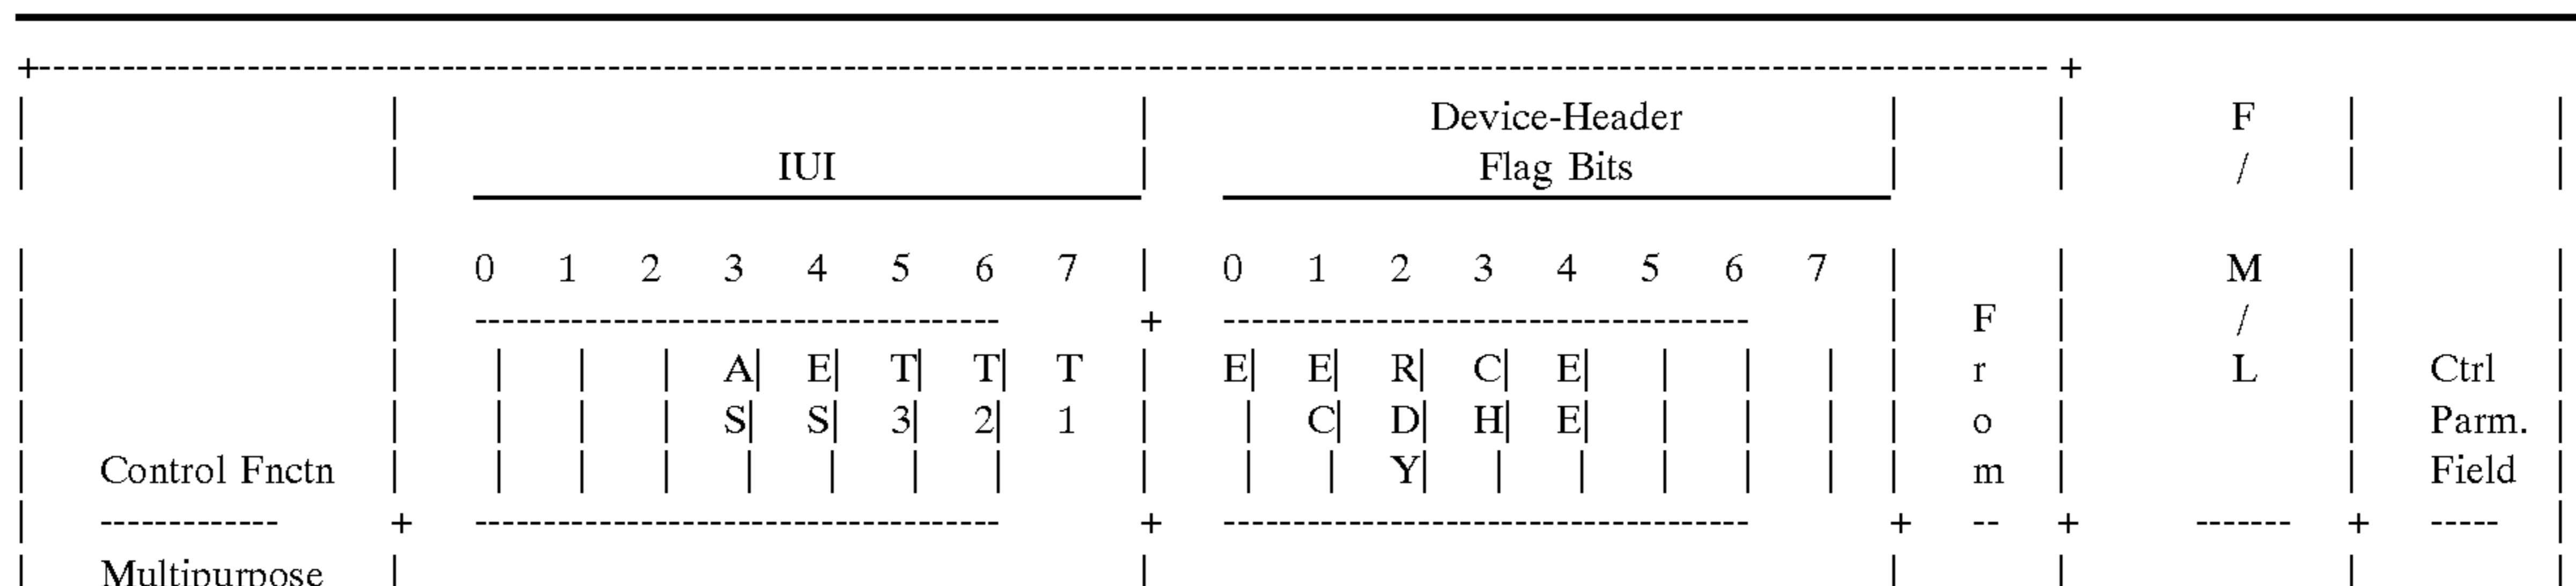 +--------------------------------------------------------------------------------------------------------------------------------------------------+
| | | Device-Header | | F | |
| | IUI | Flag Bits | | / | |
| | 0 1 2 3 4 5 6 7 | 0 1 2 3 4 5 6 7 | | M | |
| | -------------------------------------- + -------------------------------------- | F | / | |
| | | | | A| E| T| T| T | E| E| R| C| E| | | | | r | L | Ctrl |
| | | | | S| S| 3| 2| 1 | | C| D| H| E| | | | | o | | Parm. |
| Control Fnctn | | | | | | | | | | | Y| | | | | | | m | | Field |
| ------------- + -------------------------------------- + -------------------------------------- + -- + ------- + ----- |
| Multipurpose | | | | | |